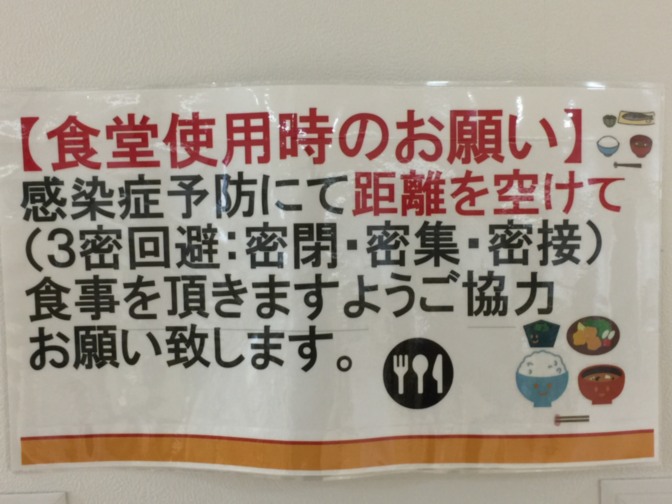 【食堂使用時のお願い】
感染症予防にて距離を空けて
(3密回避:密閉・密集・密接)
食事を頂きますようご協力
お願い致します。